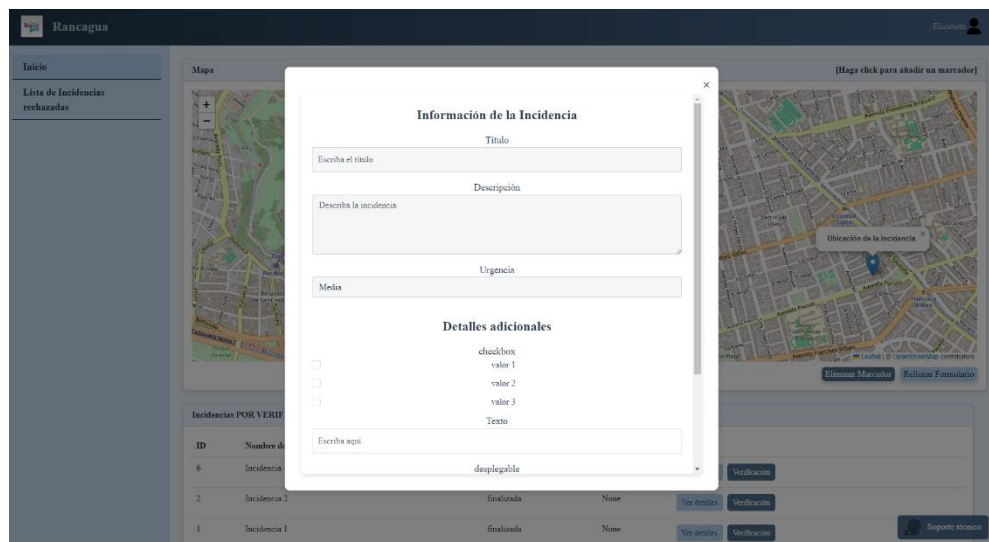 Rancagua
Elizabeth
Inicio
Lista de Incidencias
rechazadas
Mapa
[Haga click para añadir un marcador]
+
−
×
Información de la Incidencia
Título
Escriba el título
Descripción
Describa la incidencia
Urgencia
Media
Detalles adicionales
checkbox
valor 1
valor 2
valor 3
Texto
Escriba aquí
desplegable
Ubicación de la Incidencia
×
Leaflet | © OpenStreetMap contributors
Eliminar Marcador
Rellenar Formulario
Incidencias POR VERIF
ID Nombre de
6 Incidencia Verificación
2 Incidencia 2 finalizada None Ver detalles Verificación
1 Incidencia 1 finalizada None Ver detalles Verificación
Soporte técnico